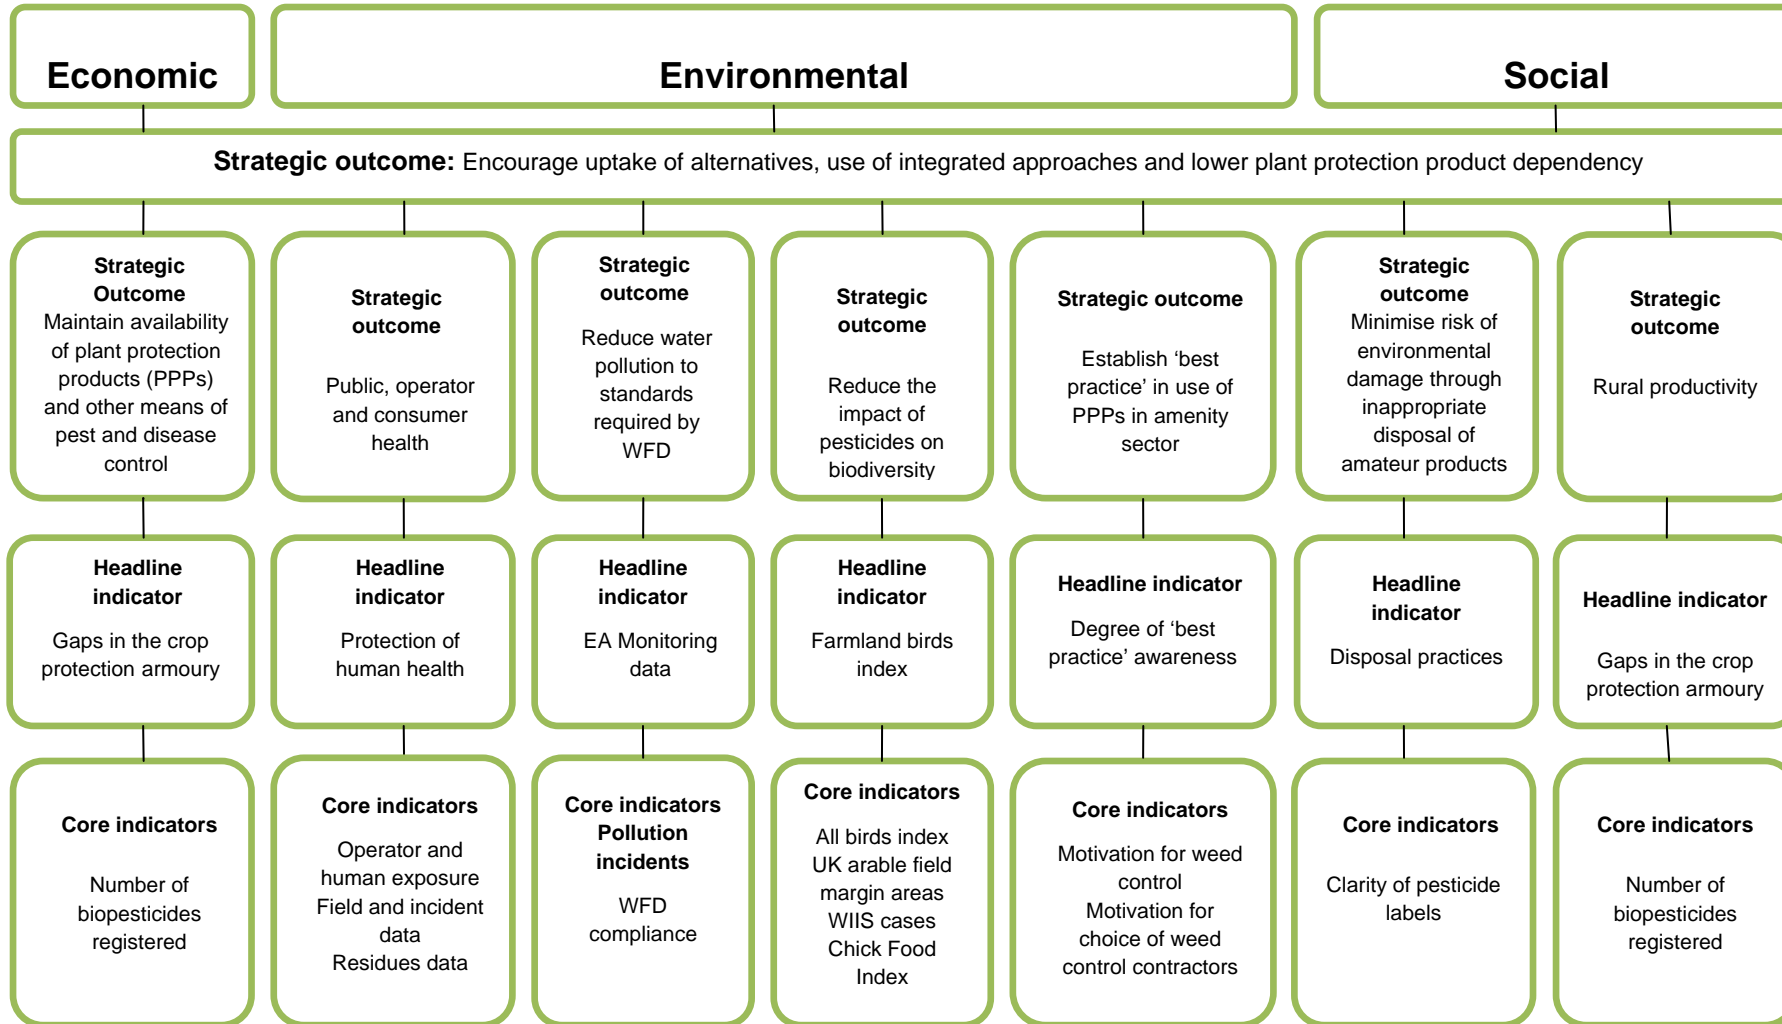 Economic
Environmental
Social
Strategic outcome: Encourage uptake of alternatives, use of integrated approaches and lower plant protection product dependency
Strategic
Outcome
Maintain availability
of plant protection
products (PPPs)
and other means of
pest and disease
control
Strategic
outcome
Public, operator
and consumer
health
Strategic
outcome
Reduce water
pollution to
standards
required by
WFD
Strategic
outcome
Reduce the
impact of
pesticides on
biodiversity
Strategic outcome
Establish ‘best
practice’ in use of
PPPs in amenity
sector
Strategic
outcome
Minimise risk of
environmental
damage through
inappropriate
disposal of
amateur products
Strategic
outcome
Rural productivity
Headline
indicator
Gaps in the crop
protection armoury
Headline
indicator
Protection of
human health
Headline
indicator
EA Monitoring
data
Headline
indicator
Farmland birds
index
Headline indicator
Degree of ‘best
practice’ awareness
Headline
indicator
Disposal practices
Headline indicator
Gaps in the crop
protection armoury
Core indicators
Number of
biopesticides
registered
Core indicators
Operator and
human exposure
Field and incident
data
Residues data
Core indicators
Pollution
incidents
WFD
compliance
Core indicators
All birds index
UK arable field
margin areas
WIIS cases
Chick Food
Index
Core indicators
Motivation for weed
control
Motivation for
choice of weed
control contractors
Core indicators
Clarity of pesticide
labels
Core indicators
Number of
biopesticides
registered